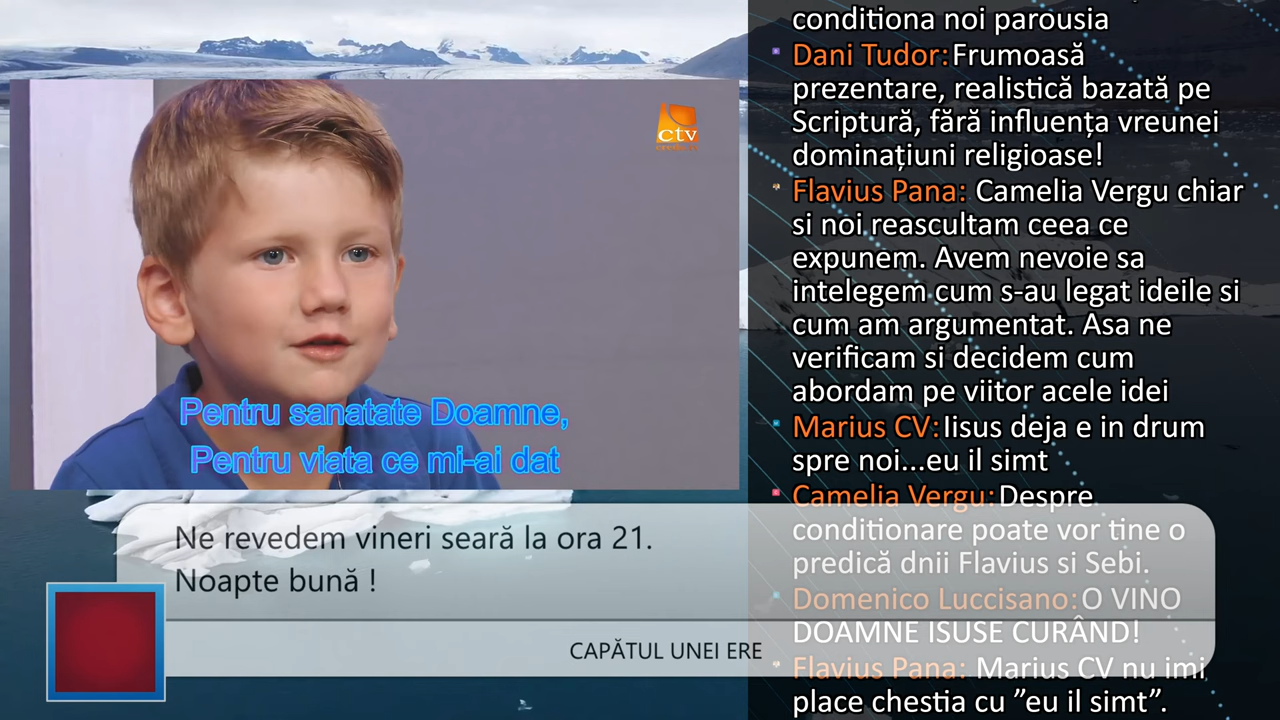 ctv
Pentru sanatate Doamne,
Pentru viata ce mi-ai dat
conditiona noi parousia
Dani Tudor: Frumoasă
prezentare, realistică bazată pe
Scriptură, fără influența vreunei
dominațiuni religioase!
Flavius Pana: Camelia Vergu chiar
si noi reascultam ceea ce
expunem. Avem nevoie sa
intelegem cum s-au legat ideile si
cum am argumentat. Asa ne
verificam si decidem cum
abordam pe viitor acele idei
Marius CV: Iisus deja e in drum
spre noi...eu il simt
Camelia Vergu: Despre
conditionare poate vor tine o
predică dnii Flavius si Sebi.
Domenico Luccisano: O VINO
DOAMNE ISUSE CURÂND!
Flavius Pana: Marius CV nu imi
place chestia cu ”eu il simt”.
Ne revedem vineri seară la ora 21.
Noapte bună !
CAPĂTUL UNEI ERE